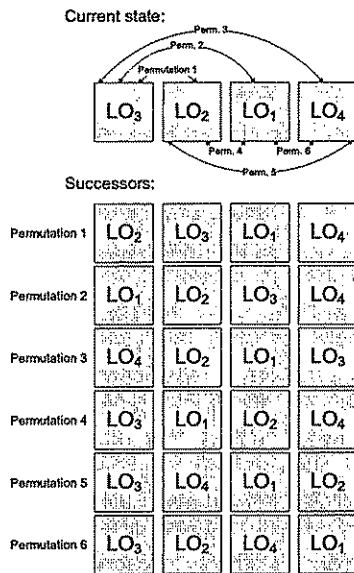 Current state:
Perm. 3
Perm. 2
Permutation 1
LO₃ LO₂ LO₁ LO₄
Perm. 4 Perm. 6
Perm. 5
Successors:
Permutation 1 LO₂ LO₃ LO₁ LO₄
Permutation 2 LO₁ LO₂ LO₃ LO₄
Permutation 3 LO₄ LO₂ LO₁ LO₃
Permutation 4 LO₃ LO₁ LO₂ LO₄
Permutation 5 LO₃ LO₄ LO₁ LO₂
Permutation 6 LO₃ LO₂ LO₄ LO₁